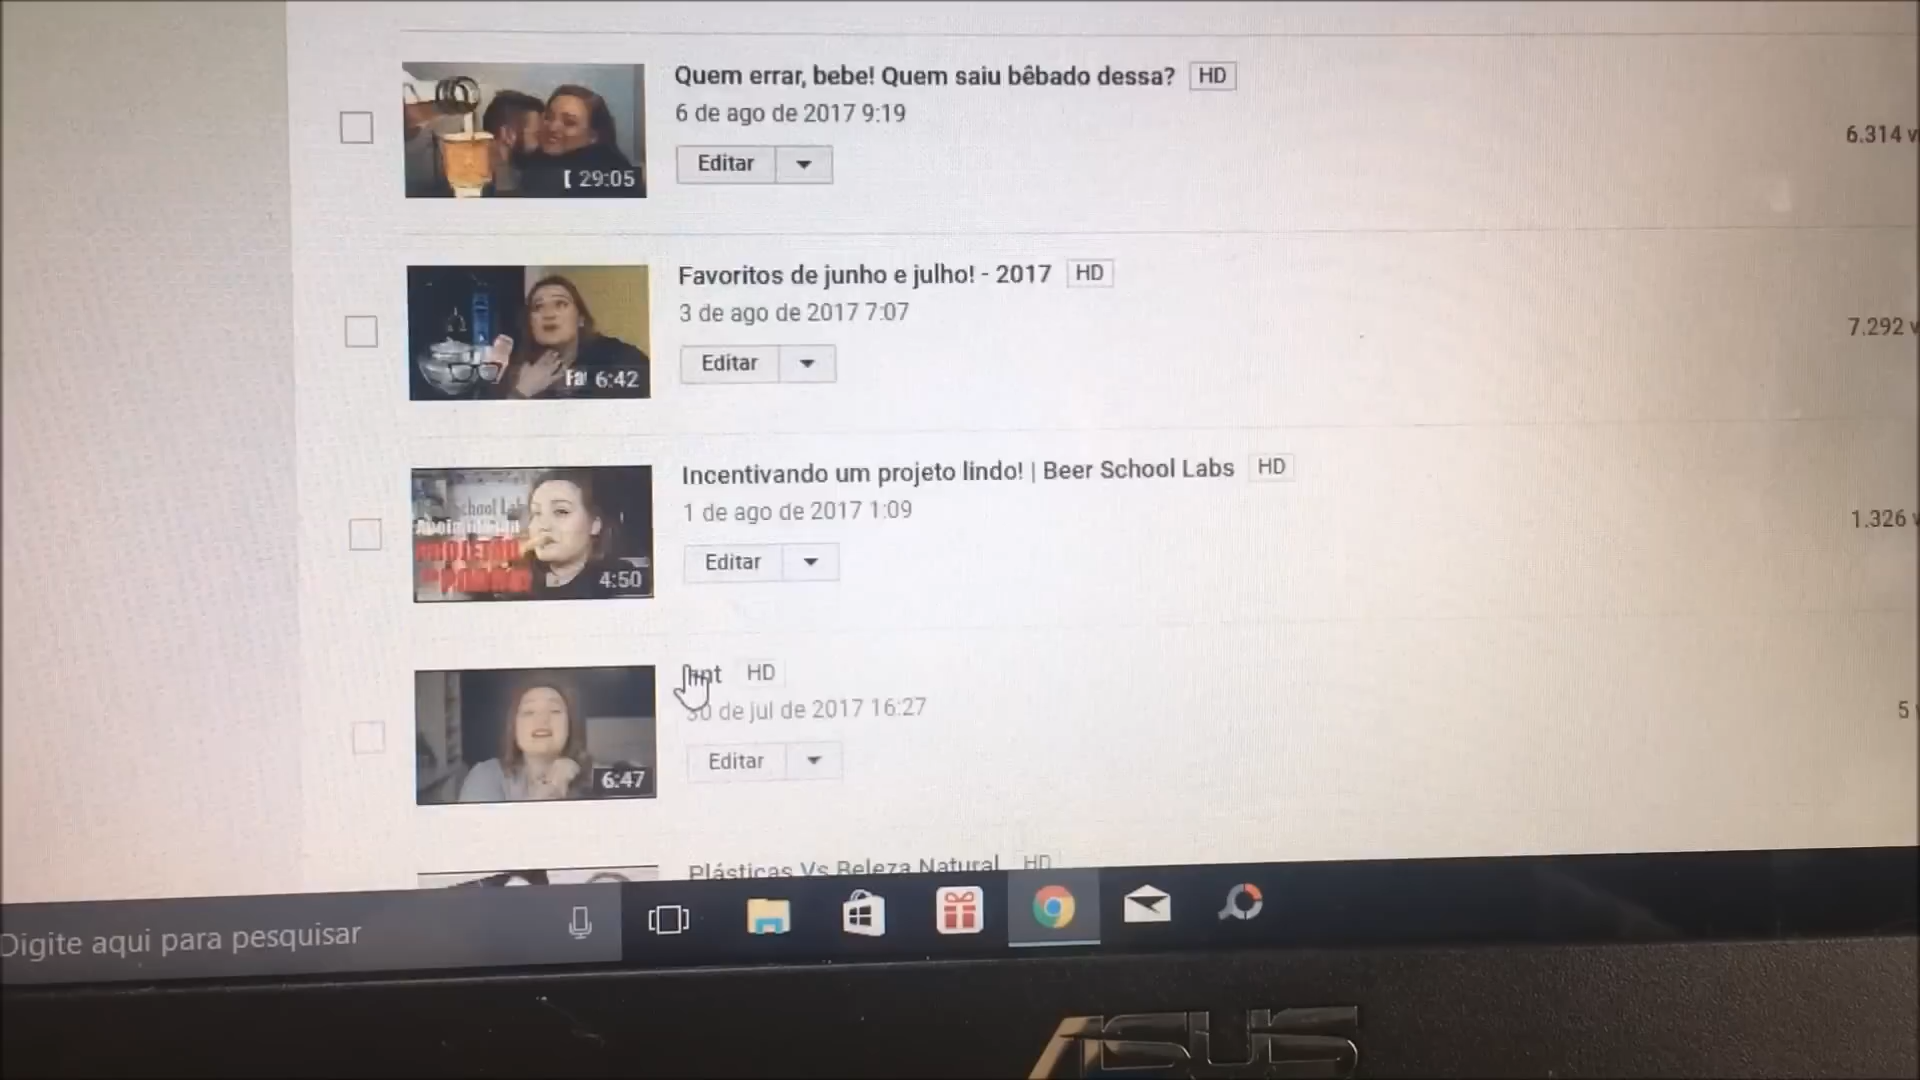 Quem errar, bebe! Quem saiu bêbado dessa? HD
6 de ago de 2017 9:19
6.314
Editar
29:05
Favoritos de junho e julho! - 2017 HD
3 de ago de 2017 7:07
7.292
Editar
6:42
Incentivando um projeto lindo! | Beer School Labs HD
1 de ago de 2017 1:09
1.326
Editar
4:50
HD
30 de jul de 2017 16:27
5
Editar
6:47
Plásticas Vs Beleza Natural HD
Digite aqui para pesquisar
ASUS